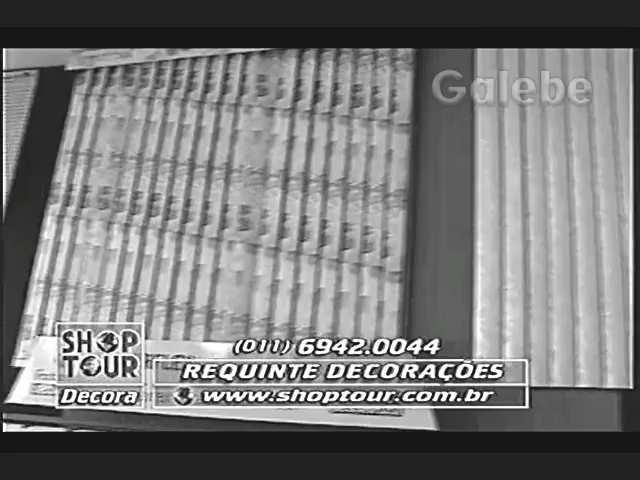 Galebe
(011) 6942.0044
SHOP
TOUR
REQUINTE DECORAÇÕES
Decora
www.shoptour.com.br